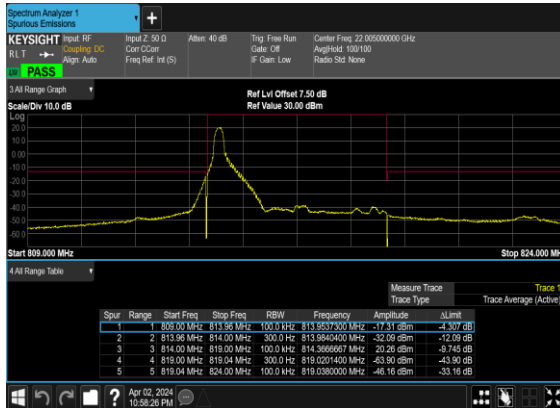 Spectrum Analyzer 1
Spurious Emissions
KEYSIGHT Input: RF Input Z: 50 Ω Atten: 40 dB Trig: Free Run Center Freq: 22.005000000 GHz
RLT Coupling: DC Corr CCorr Gate: Off Avg|Hold: 100/100
Align: Auto Freq Ref: Int (S) IF Gain: Low Radio Std: None
PASS
3 All Range Graph
Ref Lvl Offset 7.50 dB
Scale/Div 10.0 dB Ref Value 30.00 dBm
Log
20.0
10.0
0.00
-10.0
-20.0
-30.0
-40.0
-50.0
-60.0
Start 809.000 MHz Stop 824.000 MH
4 All Range Table
Measure Trace Trace 1
Trace Type Trace Average (Active)
Spur Range Start Freq Stop Freq RBW Frequency Amplitude ΔLimit
1 1 809.00 MHz 813.96 MHz 100.0 kHz 813.9537300 MHz -17.31 dBm -4.307 dB
2 2 813.96 MHz 814.00 MHz 300.0 Hz 813.9840400 MHz -32.09 dBm -12.09 dB
3 3 814.00 MHz 819.00 MHz 100.0 kHz 814.3666667 MHz 20.26 dBm -9.745 dB
4 4 819.00 MHz 819.04 MHz 300.0 Hz 819.0201400 MHz -63.90 dBm -43.90 dB
5 5 819.04 MHz 824.00 MHz 100.0 kHz 819.0380000 MHz -46.16 dBm -33.16 dB
? Apr 02, 2024
10:58:26 PM